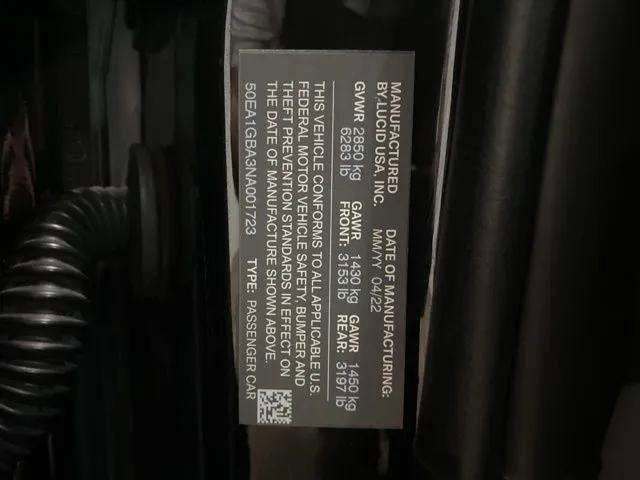 MANUFACTURED
BY,LUCID USA, INC.
DATE OF MANUFACTURING:
MM/YY 04/22
GVWR 2850 kg
6283 lb
GAWR FRONT: 1430 kg
3153 lb
GAWR REAR: 1450 kg
3197 lb
THIS VEHICLE CONFORMS TO ALL APPLICABLE U.S.
FEDERAL MOTOR VEHICLE SAFETY, BUMPER AND
THEFT PREVENTION STANDARDS IN EFFECT ON
THE DATE OF MANUFACTURE SHOWN ABOVE.
50EA1GBA3NA001723 TYPE: PASSENGER CAR